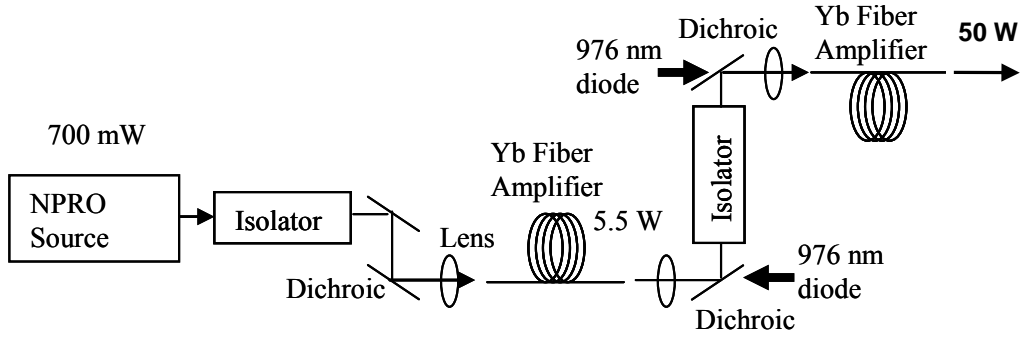 700 mW
NPRO
Source
Isolator
Dichroic
Lens
Yb Fiber
Amplifier
5.5 W
976 nm
diode
Dichroic
Isolator
976 nm
diode
Dichroic
Yb Fiber
Amplifier
50 W